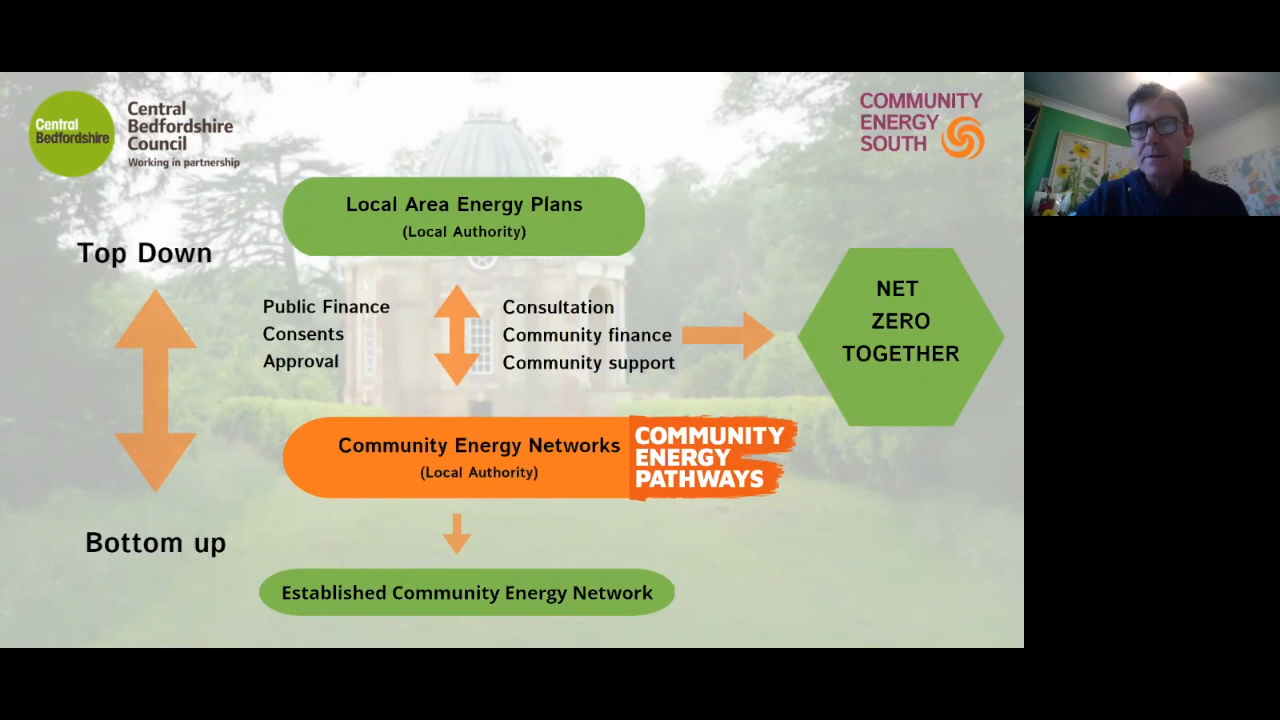 Central
Bedfordshire
Central
Bedfordshire
Council
Working in partnership
COMMUNITY
ENERGY
SOUTH
Local Area Energy Plans
(Local Authority)
Top Down
Public Finance
Consents
Approval
Consultation
Community finance
Community support
NET
ZERO
TOGETHER
Community Energy Networks
(Local Authority)
COMMUNITY
ENERGY
PATHWAYS
Bottom up
Established Community Energy Network